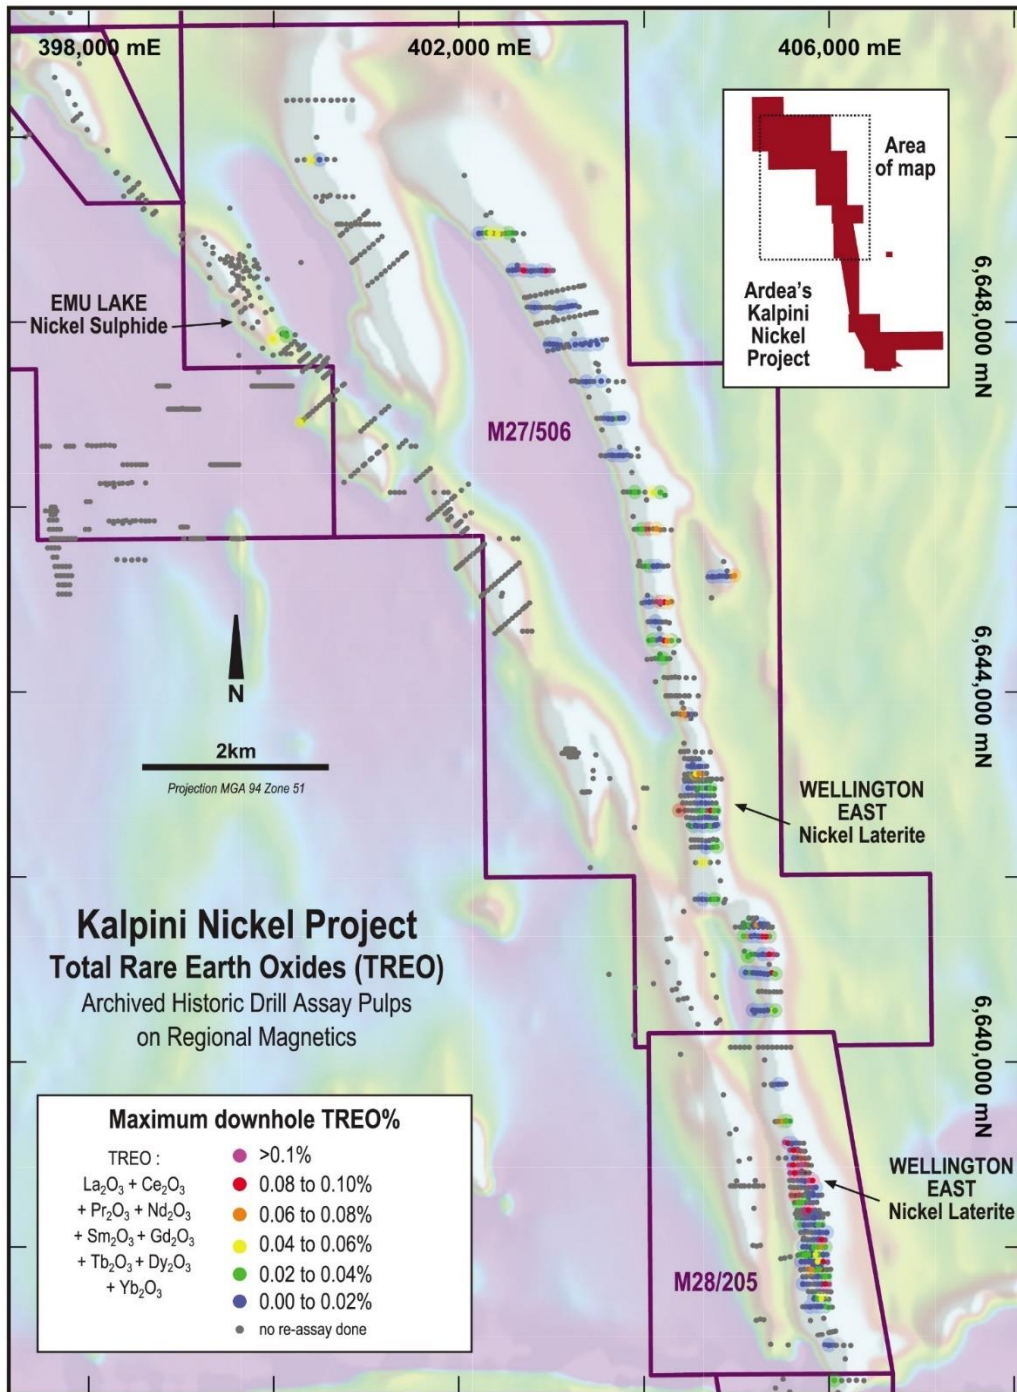 398,000 mE
402,000 mE
406,000 mE
Area
of map
Ardea's
Kalpini
Nickel
Project
6,648,000 mN
EMU LAKE
Nickel Sulphide
M27/506
N
2km
Projection MGA 94 Zone 51
6,644,000 mN
WELLINGTON
EAST
Nickel Laterite
Kalpini Nickel Project
Total Rare Earth Oxides (TREO)
Archived Historic Drill Assay Pulps
on Regional Magnetics
6,640,000 mN
Maximum downhole TREO%
TREO :
La₂O₃ + Ce₂O₃
+ Pr₂O₃ + Nd₂O₃
+ Sm₂O₃ + Gd₂O₃
+ Tb₂O₃ + Dy₂O₃
+ Yb₂O₃
>0.1%
0.08 to 0.10%
0.06 to 0.08%
0.04 to 0.06%
0.02 to 0.04%
0.00 to 0.02%
no re-assay done
WELLINGTON
EAST
Nickel Laterite
M28/205